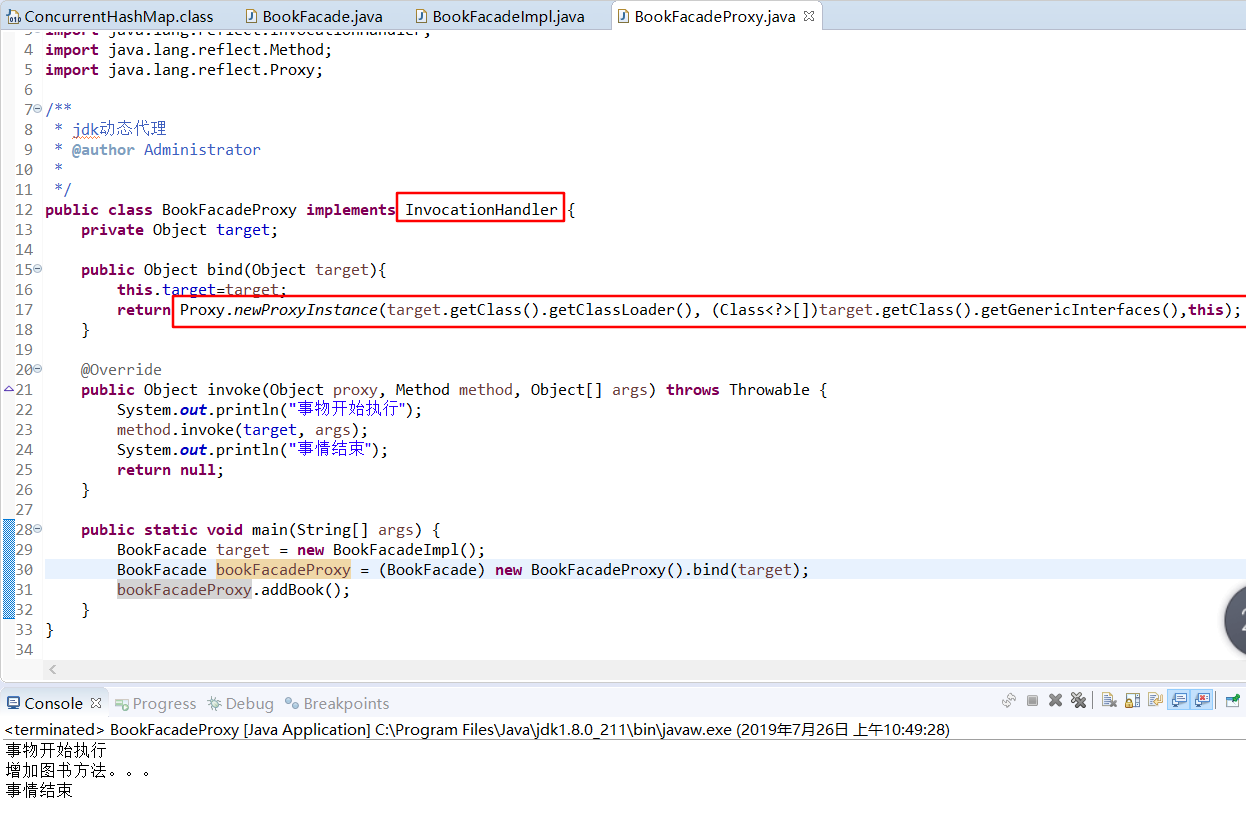 ConcurrentHashMap.class BookFacade.java BookFacadeImpl.java BookFacadeProxy.java
3 import java.lang.reflect.InvocationHandler;
4 import java.lang.reflect.Method;
5 import java.lang.reflect.Proxy;
6
7 /**
8 * jdk动态代理
9 * @author Administrator
10 *
11 */
12 public class BookFacadeProxy implements InvocationHandler {
13 private Object target;
14
15 public Object bind(Object target){
16 this.target=target;
17 return Proxy.newProxyInstance(target.getClass().getClassLoader(), (Class<?>[])target.getClass().getGenericInterfaces(),this);
18 }
19
20 @Override
21 public Object invoke(Object proxy, Method method, Object[] args) throws Throwable {
22 System.out.println("事物开始执行");
23 method.invoke(target, args);
24 System.out.println("事情结束");
25 return null;
26 }
27
28 public static void main(String[] args) {
29 BookFacade target = new BookFacadeImpl();
30 BookFacade bookFacadeProxy = (BookFacade) new BookFacadeProxy().bind(target);
31 bookFacadeProxy.addBook();
32 }
33 }
34
Console Progress Debug Breakpoints
<terminated> BookFacadeProxy [Java Application] C:\Program Files\Java\jdk1.8.0_211\bin\javaw.exe (2019年7月26日 上午10:49:28)
事物开始执行
增加图书方法。。。
事情结束